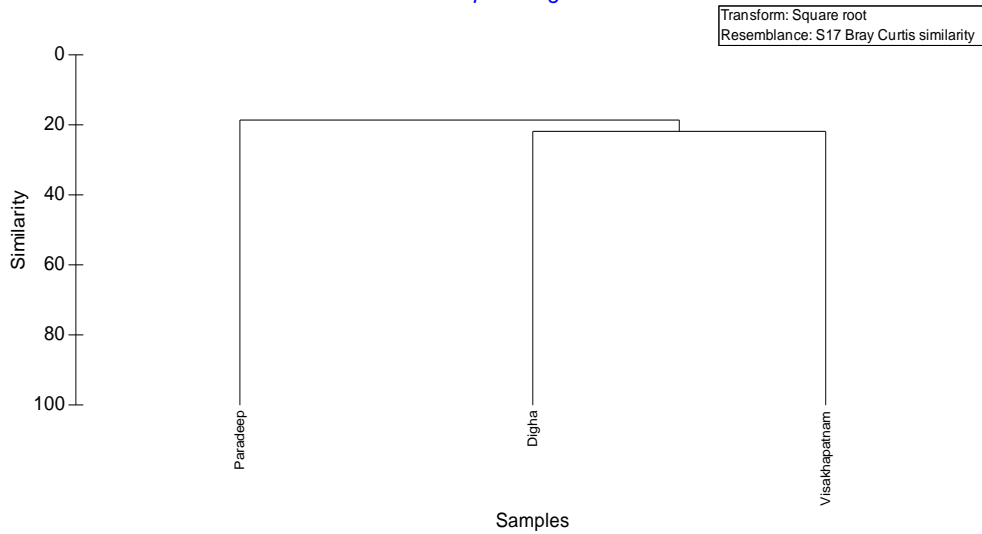 Transform: Square root
Resemblance: S17 Bray Curtis similarity
0
20
40
60
80
100
Similarity
Paradeep
Digha
Visakhapatnam
Samples